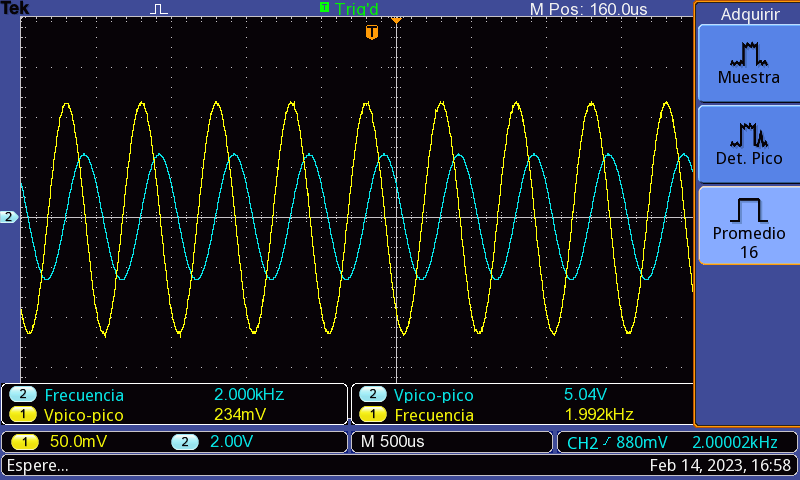 Tek T Trig'd M Pos: 160.0us
T
Adquirir
Muestra
Det. Pico
Promedio
16
2
2 Frecuencia 2.000kHz 2 Vpico-pico 5.04V
1 Vpico-pico 234mV 1 Frecuencia 1.992kHz
1 50.0mV 2 2.00V M 500us CH2 880mV 2.00002kHz
Espere... Feb 14, 2023, 16:58